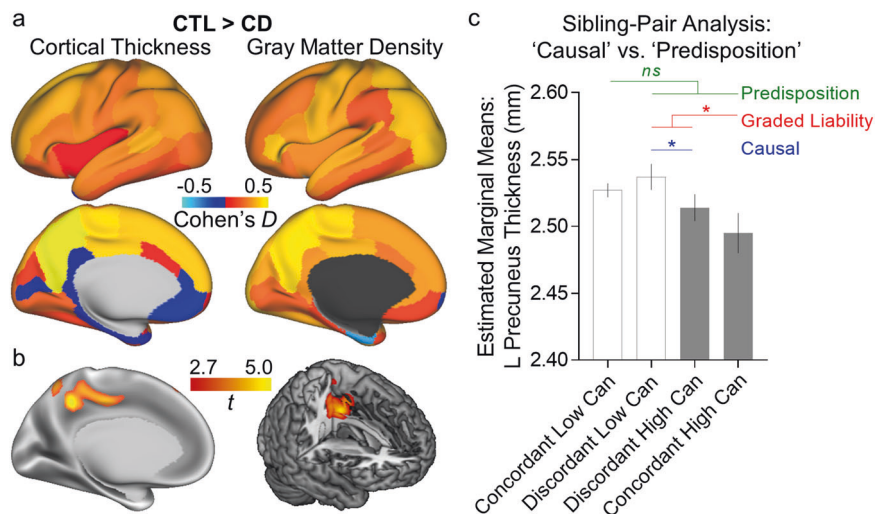 a
CTL > CD
Cortical Thickness
Gray Matter Density
-0.5 0.5
Cohen's D
b
2.7 5.0
t
c
Sibling-Pair Analysis:
'Causal' vs. 'Predisposition'
ns
Predisposition
*
Graded Liability
*
Causal
Estimated Marginal Means:
L Precuneus Thickness (mm)
2.60
2.55
2.50
2.45
2.40
Concordant Low Can
Discordant Low Can
Discordant High Can
Concordant High Can